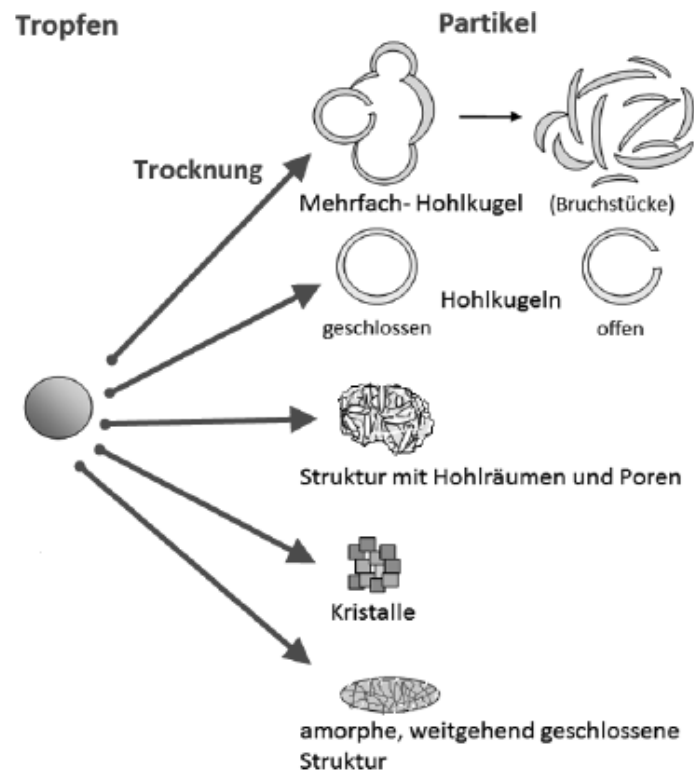 Tropfen
Partikel
Trocknung
Mehrfach- Hohlkugel
(Bruchstücke)
Hohlkugeln
geschlossen
offen
Struktur mit Hohlräumen und Poren
Kristalle
amorphe, weitgehend geschlossene
Struktur